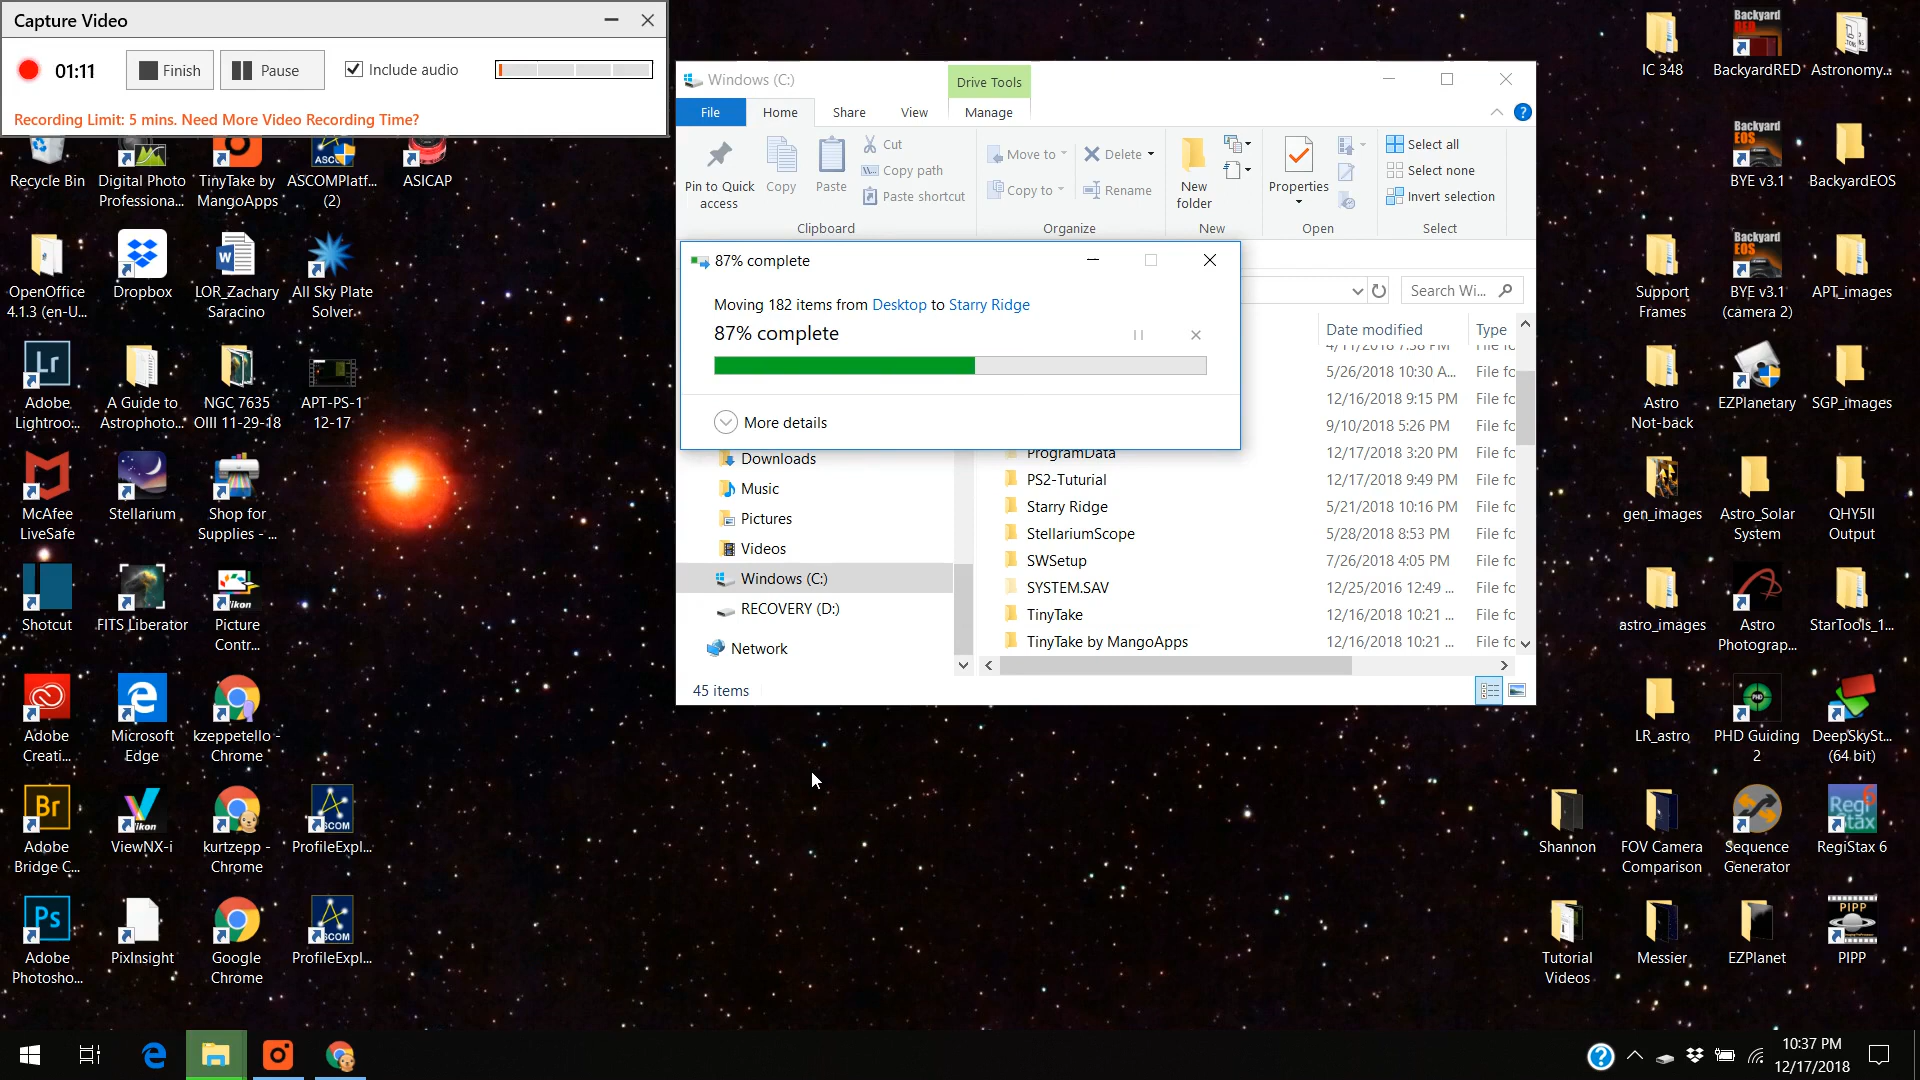 Capture Video
01:11
Finish
Pause
Include audio
Recording Limit: 5 mins. Need More Video Recording Time?
Recycle Bin
Digital Photo
Professiona...
TinyTake by
MangoApps
ASCOMPlatf...
(2)
ASICAP
OpenOffice
4.1.3 (en-U...
Dropbox
LOR_Zachary
Saracino
All Sky Plate
Solver
Adobe
Lightroo...
A Guide to
Astrophoto...
NGC 7635
OIII 11-29-18
APT-PS-1
12-17
McAfee
LiveSafe
Stellarium
Shop for
Supplies - ...
Shotcut
FITS Liberator
Picture
Contr...
Adobe
Creati...
Microsoft
Edge
kzeppetello -
Chrome
Adobe
Bridge C...
ViewNX-i
kurtzepp -
Chrome
ProfileExpl...
Adobe
Photosho...
PixInsight
Google
Chrome
ProfileExpl...
Windows (C:)
Drive Tools
File
Home
Share
View
Manage
Pin to Quick
access
Copy
Paste
Cut
Copy path
Paste shortcut
Clipboard
Move to
Copy to
Delete
Rename
Organize
New
folder
New
Properties
Open
Select all
Select none
Invert selection
Select
87% complete
Moving 182 items from Desktop to Starry Ridge
87% complete
More details
Search Wi...
Date modified
Type
5/26/2018 10:30 A...
File fo
12/16/2018 9:15 PM
File fo
9/10/2018 5:26 PM
File fo
ProgramData
12/17/2018 3:20 PM
File fo
PS2-Tuturial
12/17/2018 9:49 PM
File fo
Starry Ridge
5/21/2018 10:16 PM
File fo
StellariumScope
5/28/2018 8:53 PM
File fo
SWSetup
7/26/2018 4:05 PM
File fo
SYSTEM.SAV
12/25/2016 12:49 ...
File fo
TinyTake
12/16/2018 10:21 ...
File fo
TinyTake by MangoApps
12/16/2018 10:21 ...
File fo
Downloads
Music
Pictures
Videos
Windows (C:)
RECOVERY (D:)
Network
45 items
IC 348
BackyardRED
Astronomy...
BYE v3.1
BackyardEOS
Support
Frames
BYE v3.1
(camera 2)
APT_images
Astro
Not-back
EZPlanetary
SGP_images
gen_images
Astro_Solar
System
QHY5II
Output
astro_images
Astro
Photograp...
StarTools_1...
LR_astro
PHD Guiding
2
DeepSkySt...
(64 bit)
Shannon
FOV Camera
Comparison
Sequence
Generator
RegiStax 6
Tutorial
Videos
Messier
EZPlanet
PIPP
10:37 PM
12/17/2018